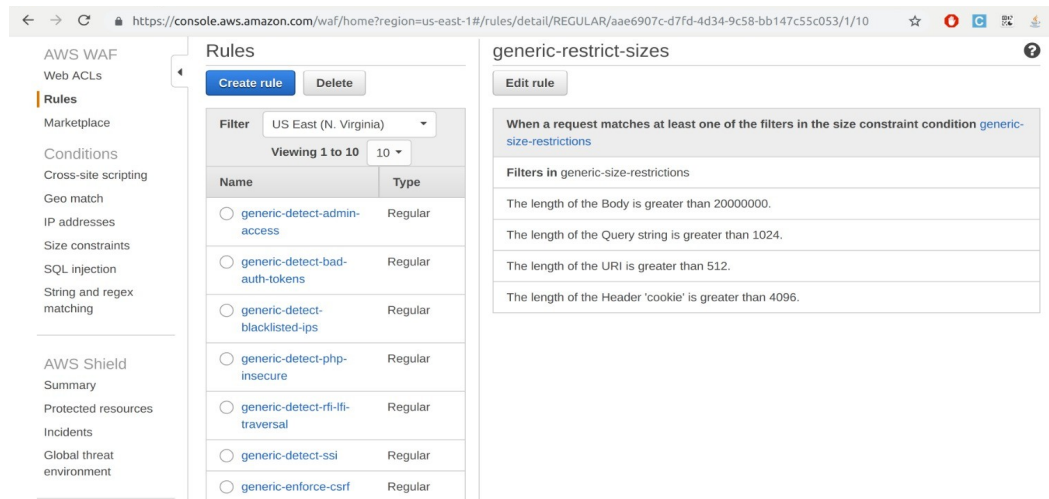 https://console.aws.amazon.com/waf/home?region=us-east-1#/rules/detail/REGULAR/aae6907c-d7fd-4d34-9c58-bb147c55c053/1/10
AWS WAF
Web ACLs
Rules
Marketplace
Conditions
Cross-site scripting
Geo match
IP addresses
Size constraints
SQL injection
String and regex
matching
AWS Shield
Summary
Protected resources
Incidents
Global threat
environment
Rules
Create rule Delete
Filter US East (N. Virginia)
Viewing 1 to 10 10
Name Type
generic-detect-admin- Regular
access
generic-detect-bad- Regular
auth-tokens
generic-detect- Regular
blacklisted-ips
generic-detect-php- Regular
insecure
generic-detect-rfi-lfi- Regular
traversal
generic-detect-ssi Regular
generic-enforce-csrf Regular
generic-restrict-sizes
Edit rule
When a request matches at least one of the filters in the size constraint condition generic-
size-restrictions
Filters in generic-size-restrictions
The length of the Body is greater than 20000000.
The length of the Query string is greater than 1024.
The length of the URI is greater than 512.
The length of the Header 'cookie' is greater than 4096.